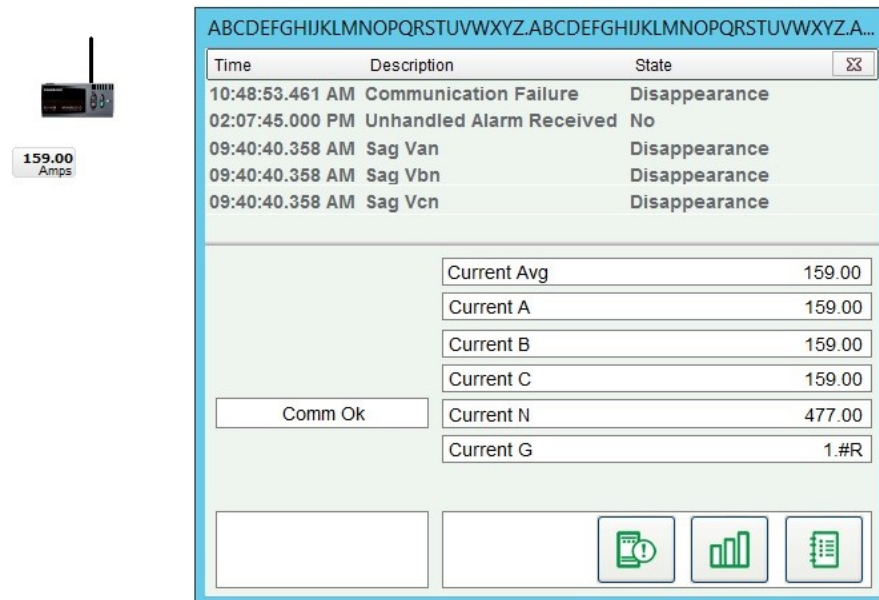 ABCDEFGHIJKLMNOPQRSTUVWXYZ.ABCDEFGHIJKLMNOPQRSTUVWXYZ.A...
Time Description State
10:48:53.461 AM Communication Failure Disappearance
02:07:45.000 PM Unhandled Alarm Received No
09:40:40.358 AM Sag Van Disappearance
09:40:40.358 AM Sag Vbn Disappearance
09:40:40.358 AM Sag Vcn Disappearance
159.00
Amps
Current Avg 159.00
Current A 159.00
Current B 159.00
Current C 159.00
Comm Ok
Current N 477.00
Current G 1.#R